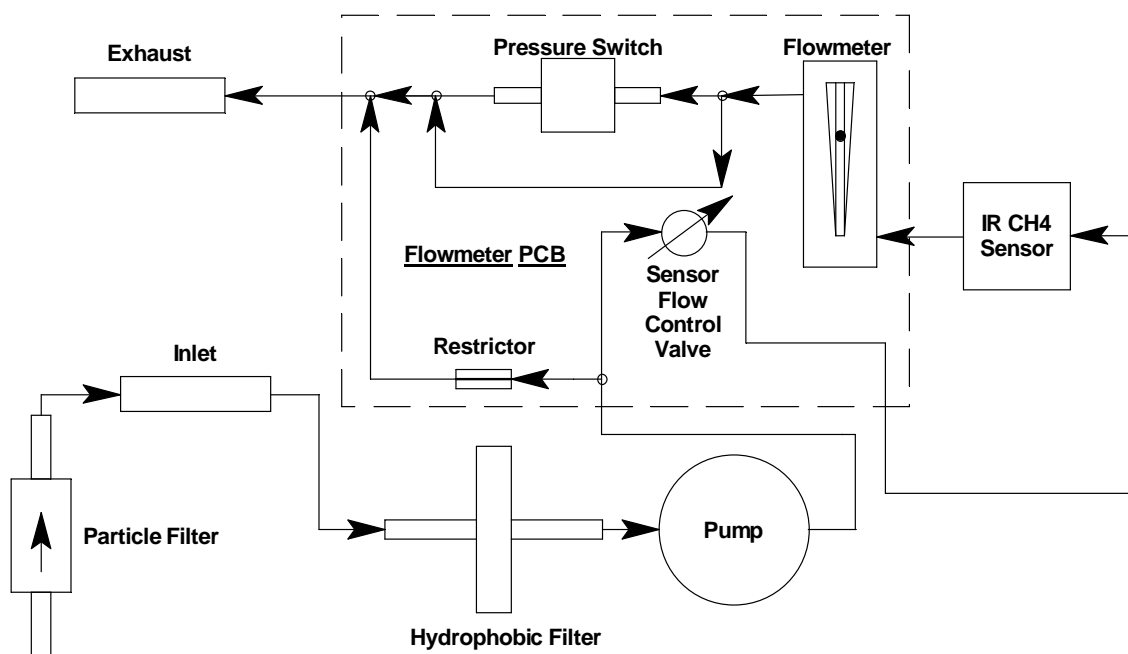 Exhaust
Pressure Switch
Flowmeter
IR CH4
Sensor
Flowmeter PCB
Sensor
Flow
Control
Valve
Restrictor
Inlet
Particle Filter
Pump
Hydrophobic Filter